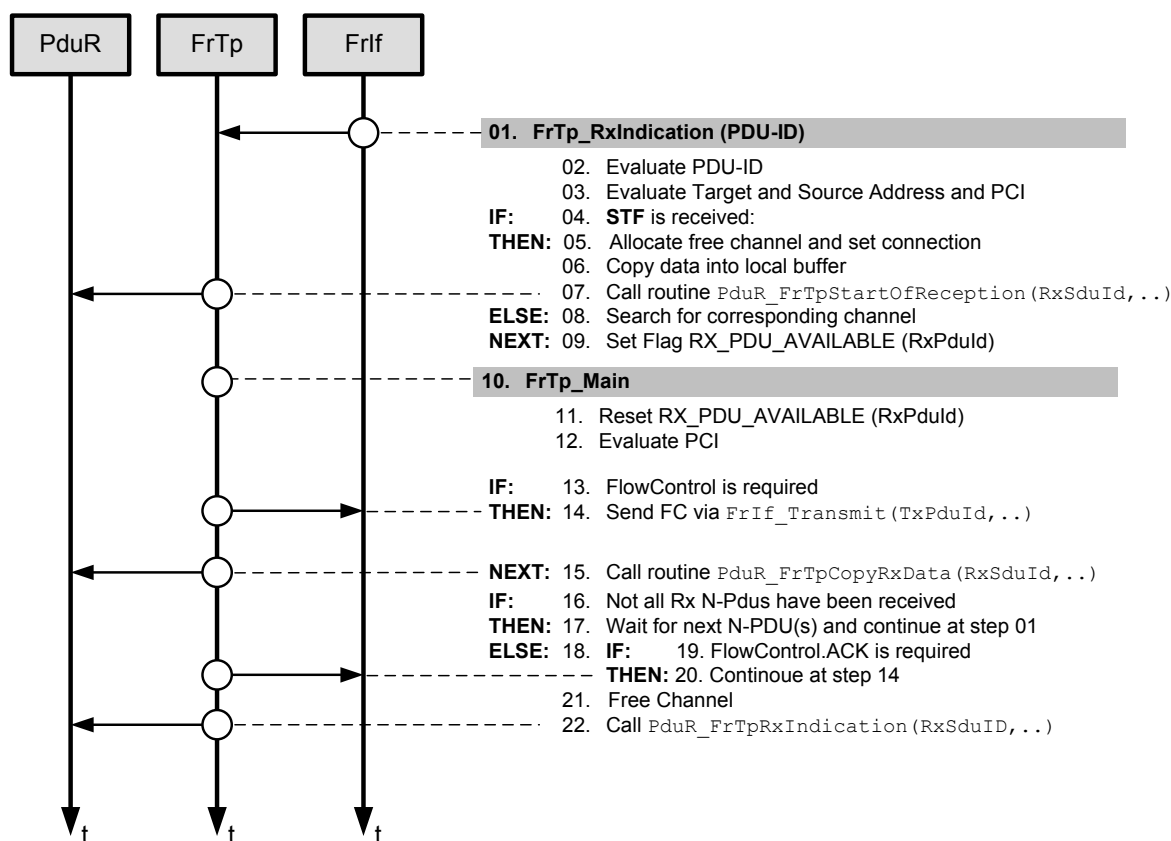 PduR FrTp FrIf
01. FrTp_RxIndication (PDU-ID)
02. Evaluate PDU-ID
03. Evaluate Target and Source Address and PCI
IF: 04. STF is received:
THEN: 05. Allocate free channel and set connection
06. Copy data into local buffer
07. Call routine PduR_FrTpStartOfReception(RxSduId,..)
ELSE: 08. Search for corresponding channel
NEXT: 09. Set Flag RX_PDU_AVAILABLE (RxPduId)
10. FrTp_Main
11. Reset RX_PDU_AVAILABLE (RxPduId)
12. Evaluate PCI
IF: 13. FlowControl is required
THEN: 14. Send FC via FrIf_Transmit(TxPduId,..)
NEXT: 15. Call routine PduR_FrTpCopyRxData(RxSduId,..)
IF: 16. Not all Rx N-Pdus have been received
THEN: 17. Wait for next N-PDU(s) and continue at step 01
ELSE: 18. IF: 19. FlowControl.ACK is required
THEN: 20. Continoue at step 14
21. Free Channel
22. Call PduR_FrTpRxIndication(RxSduID,..)
t t t